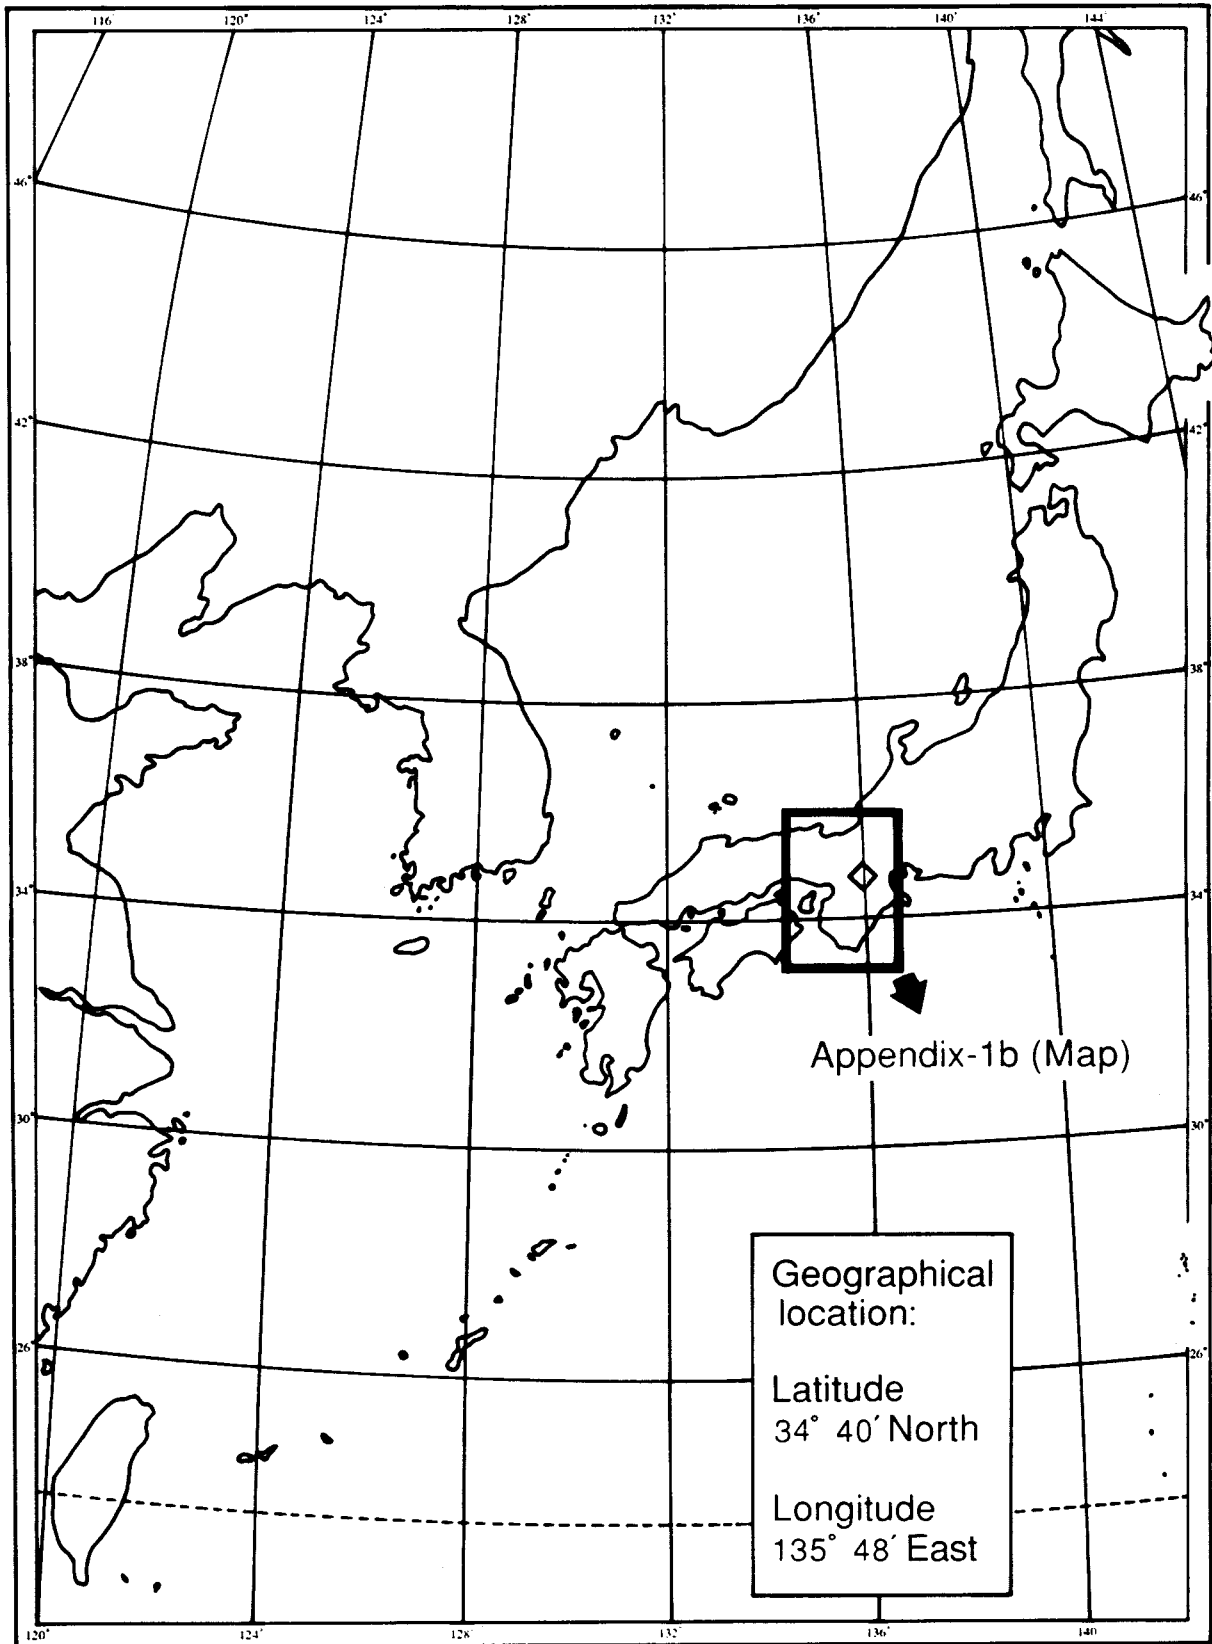 116° 120° 124° 128° 132° 136° 140° 144°
46° 46°
42° 42°
38° 38°
34° 34°
Appendix-1b (Map)
30° 30°
Geographical
location:
26° 26°
Latitude
34° 40′ North
Longitude
135° 48′ East
120° 124° 128° 132° 136° 140°